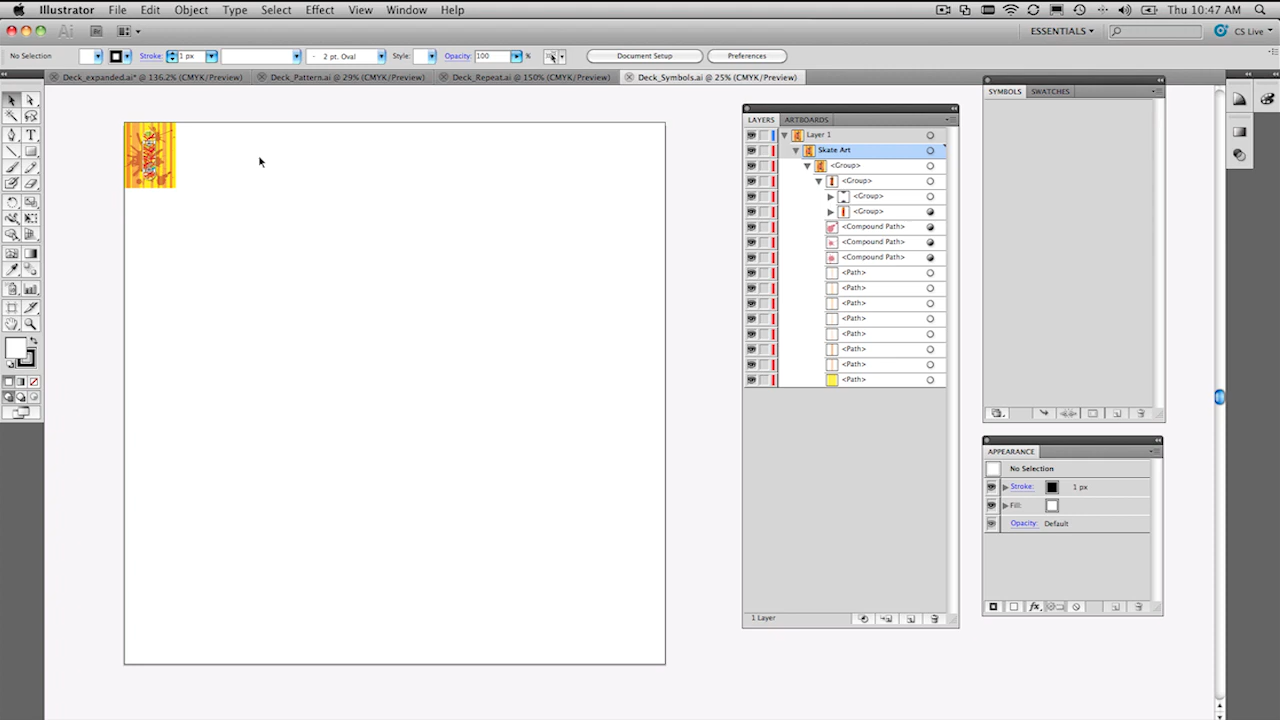 Illustrator File Edit Object Type Select Effect View Window Help Thu 10:47 AM
Ai Br ESSENTIALS CS Live
No Selection Stroke: 1 px - 2 pt. Oval Style: Opacity: 100 % Document Setup Preferences
Deck_expanded.ai* @ 136.2% (CMYK/Preview) Deck_Pattern.ai @ 29% (CMYK/Preview) Deck_Repeat.ai @ 150% (CMYK/Preview) Deck_Symbols.ai @ 25% (CMYK/Preview)
LAYERS ARTBOARDS
Layer 1
Skate Art
<Group>
<Group>
<Group>
<Group>
<Compound Path>
<Compound Path>
<Compound Path>
<Path>
<Path>
<Path>
<Path>
<Path>
<Path>
<Path>
<Path>
1 Layer
SYMBOLS SWATCHES
APPEARANCE
No Selection
Stroke: 1 px
Fill:
Opacity: Default
fx